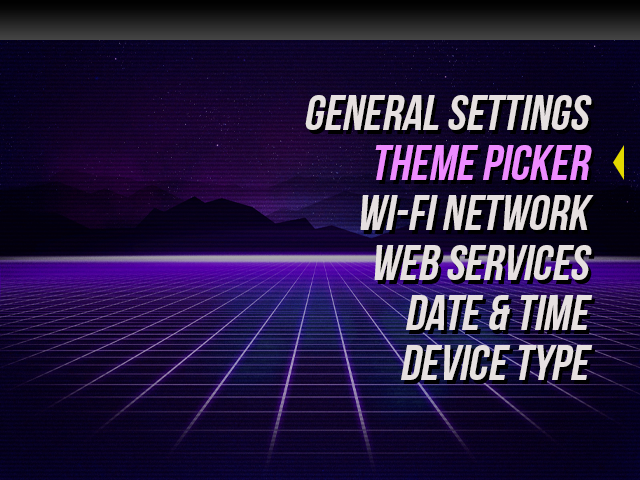 GENERAL SETTINGS
THEME PICKER
WI-FI NETWORK
WEB SERVICES
DATE & TIME
DEVICE TYPE